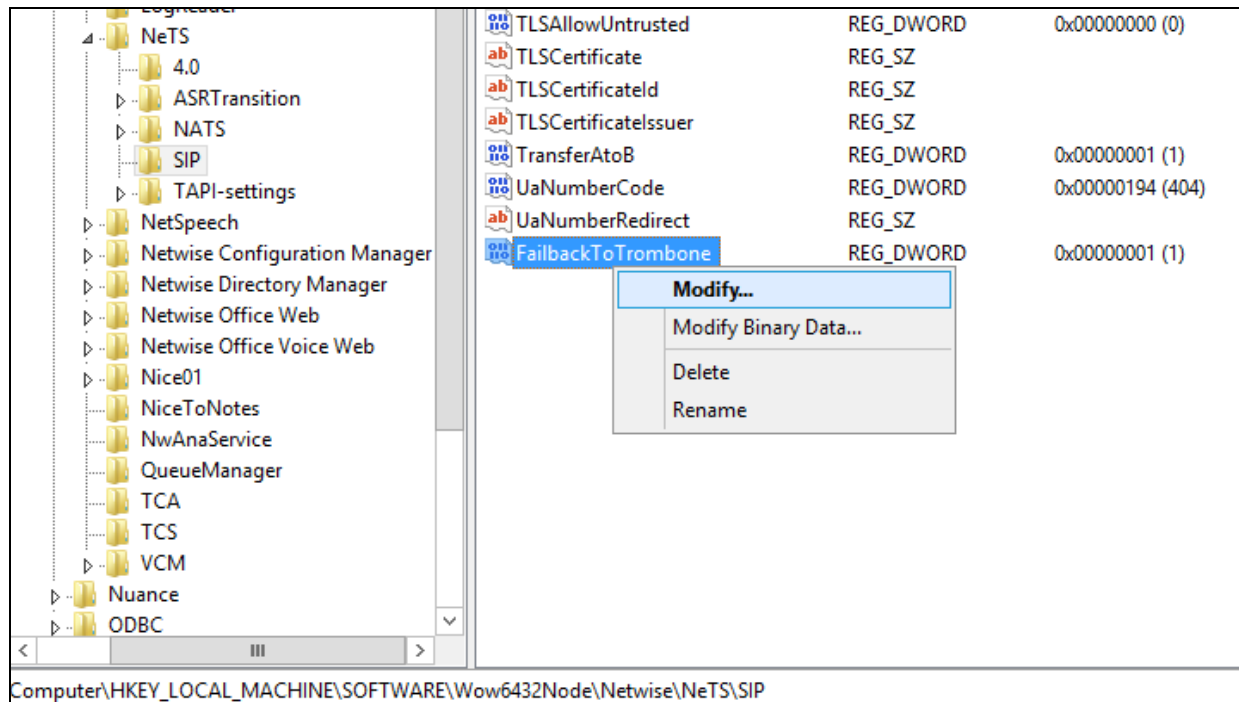 LogReader
NeTS
4.0
ASRTransition
NATS
SIP
TAPI-settings
NetSpeech
Netwise Configuration Manager
Netwise Directory Manager
Netwise Office Web
Netwise Office Voice Web
Nice01
NiceToNotes
NwAnaService
QueueManager
TCA
TCS
VCM
Nuance
ODBC
TLSAllowUntrusted REG_DWORD 0x00000000 (0)
TLSCertificate REG_SZ
TLSCertificateId REG_SZ
TLSCertificateIssuer REG_SZ
TransferAtoB REG_DWORD 0x00000001 (1)
UaNumberCode REG_DWORD 0x00000194 (404)
UaNumberRedirect REG_SZ
FailbackToTrombone REG_DWORD 0x00000001 (1)
Modify...
Modify Binary Data...
Delete
Rename
Computer\HKEY_LOCAL_MACHINE\SOFTWARE\Wow6432Node\Netwise\NeTS\SIP